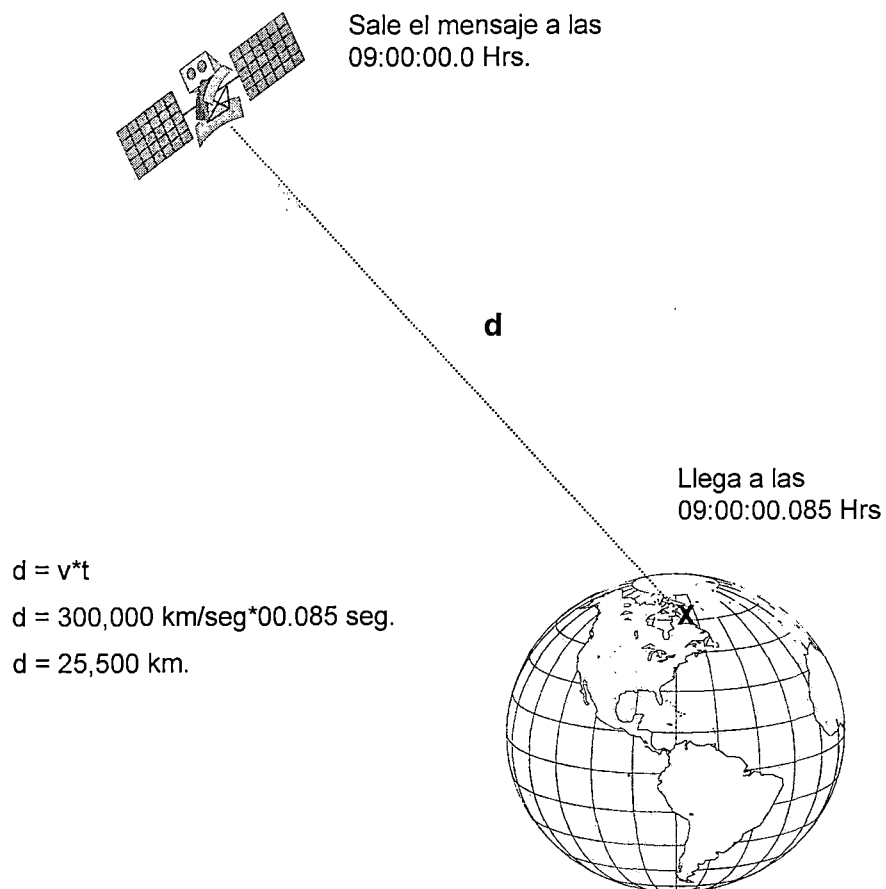 Sale el mensaje a las
09:00:00.0 Hrs.
d
Llega a las
09:00:00.085 Hrs
X
d = v*t
d = 300,000 km/seg*00.085 seg.
d = 25,500 km.